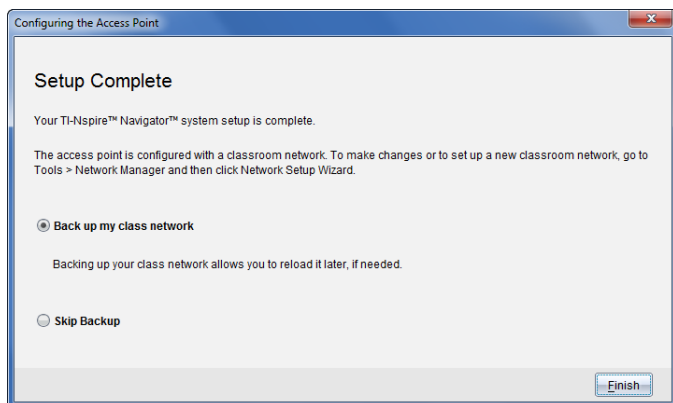 Configuring the Access Point
Setup Complete
Your TI-Nspire™ Navigator™ system setup is complete.
The access point is configured with a classroom network. To make changes or to set up a new classroom network, go to
Tools > Network Manager and then click Network Setup Wizard.
Back up my class network
Backing up your class network allows you to reload it later, if needed.
Skip Backup
Finish